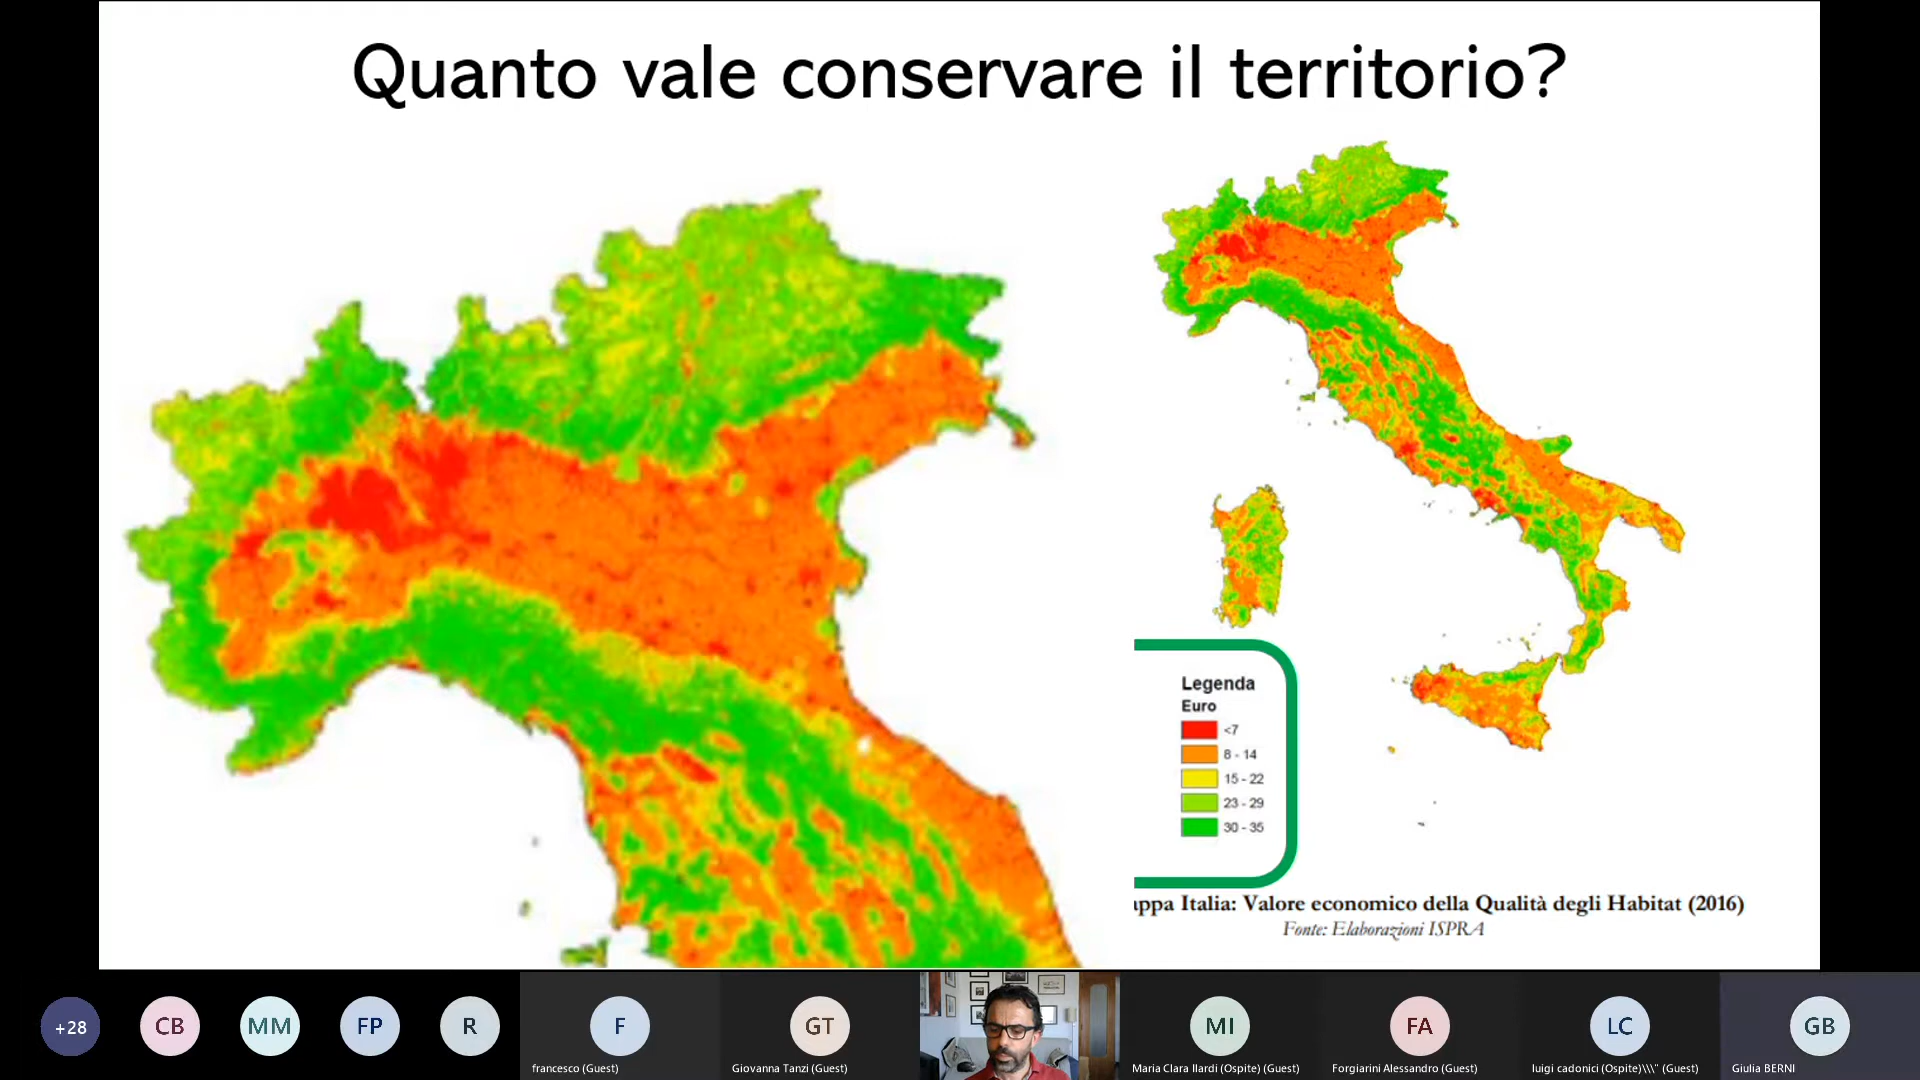 Quanto vale conservare il territorio?
Legenda
Euro
<7
8 - 14
15 - 22
23 - 29
30 - 35
Italia: Valore economico della Qualità degli Habitat (2016)
Fonte: Elaborazioni ISPRA
+28
CB
MM
FP
R
F
GT
MI
FA
LC
GB
francesco (Guest)
Giovanna Tanzi (Guest)
Maria Clara Ilardi (Ospite) (Guest)
Forgiarini Alessandro (Guest)
luigi cadonici (Ospite)\\\" (Guest)
Giulia BERNI